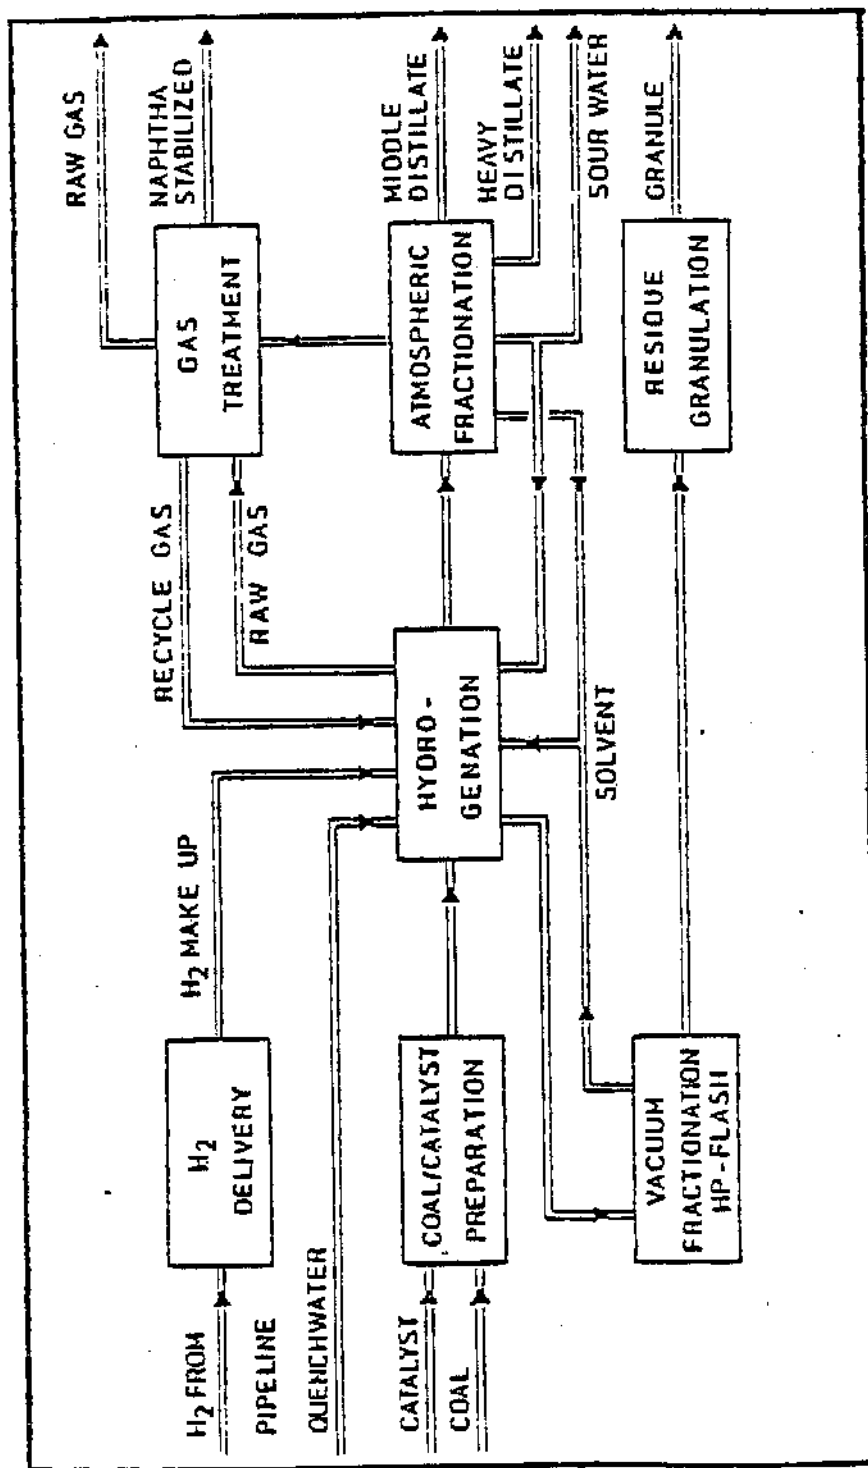 H2 FROM
PIPELINE
H2
DELIVERY
H2 MAKE UP
RECYCLE GAS
RAW GAS
GAS
TREATMENT
RAW GAS
NAPHTHA
STABILIZED
QUENCHWATER
CATALYST
COAL
COAL/CATALYST
PREPARATION
HYDRO-
GENATION
ATMOSPHERIC
FRACTIONATION
MIDDLE
DISTILLATE
HEAVY
DISTILLATE
SOUR WATER
SOLVENT
VACUUM
FRACTIONATION
HP-FLASH
RESIDUE
GRANULATION
GRANULE